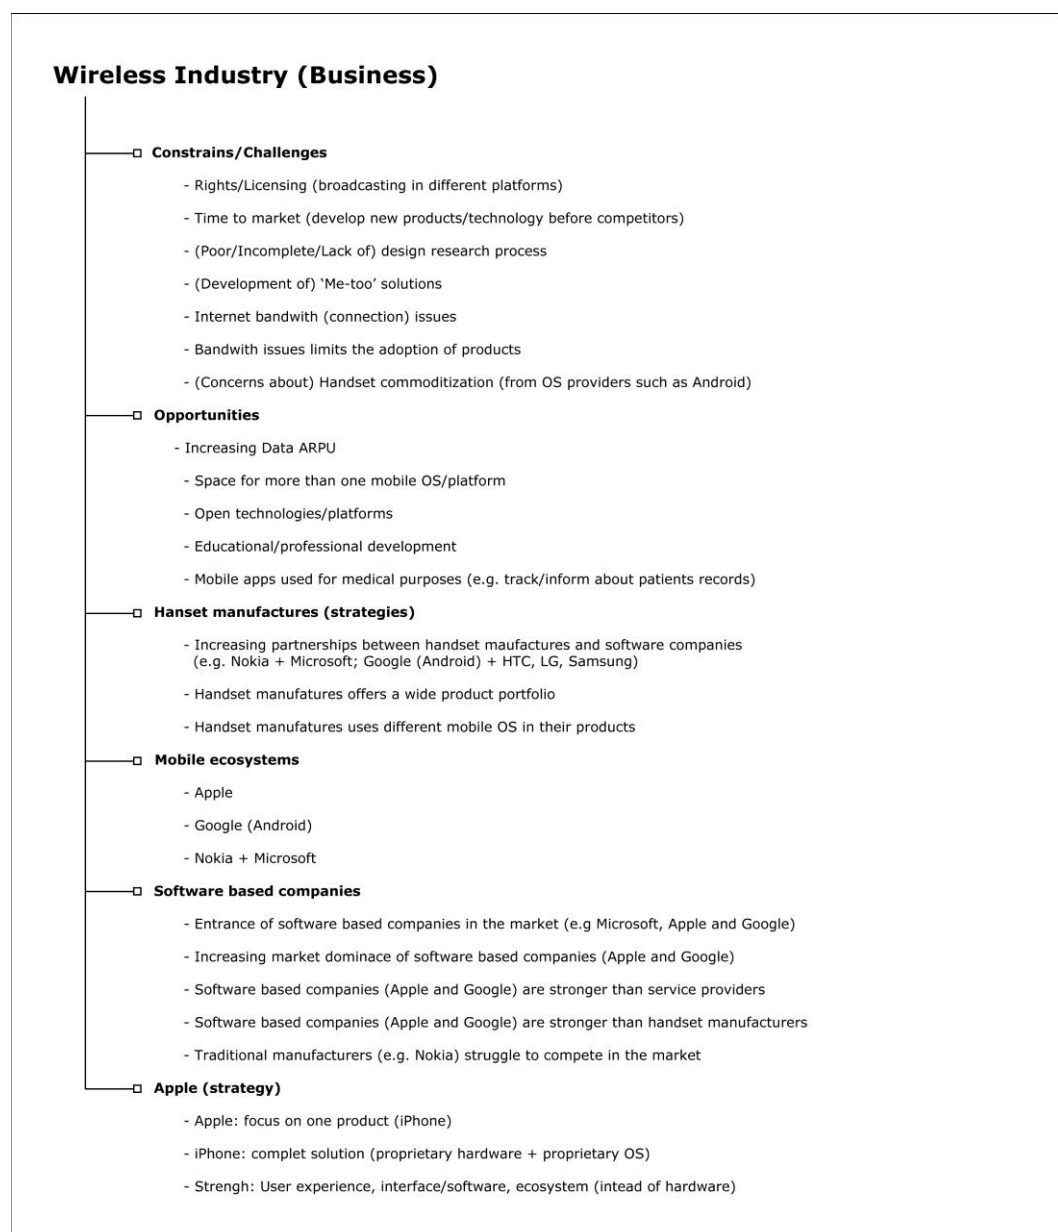 Wireless Industry (Business)
Constrains/Challenges
- Rights/Licensing (broadcasting in different platforms)
- Time to market (develop new products/technology before competitors)
- (Poor/Incomplete/Lack of) design research process
- (Development of) ‘Me-too’ solutions
- Internet bandwith (connection) issues
- Bandwith issues limits the adoption of products
- (Concerns about) Handset commoditization (from OS providers such as Android)
Opportunities
- Increasing Data ARPU
- Space for more than one mobile OS/platform
- Open technologies/platforms
- Educational/professional development
- Mobile apps used for medical purposes (e.g. track/inform about patients records)
Hanset manufactures (strategies)
- Increasing partnerships between handset maufactures and software companies
(e.g. Nokia + Microsoft; Google (Android) + HTC, LG, Samsung)
- Handset manufatures offers a wide product portfolio
- Handset manufatures uses different mobile OS in their products
Mobile ecosystems
- Apple
- Google (Android)
- Nokia + Microsoft
Software based companies
- Entrance of software based companies in the market (e.g Microsoft, Apple and Google)
- Increasing market dominace of software based companies (Apple and Google)
- Software based companies (Apple and Google) are stronger than service providers
- Software based companies (Apple and Google) are stronger than handset manufacturers
- Traditional manufacturers (e.g. Nokia) struggle to compete in the market
Apple (strategy)
- Apple: focus on one product (iPhone)
- iPhone: complet solution (proprietary hardware + proprietary OS)
- Strengh: User experience, interface/software, ecosystem (intead of hardware)